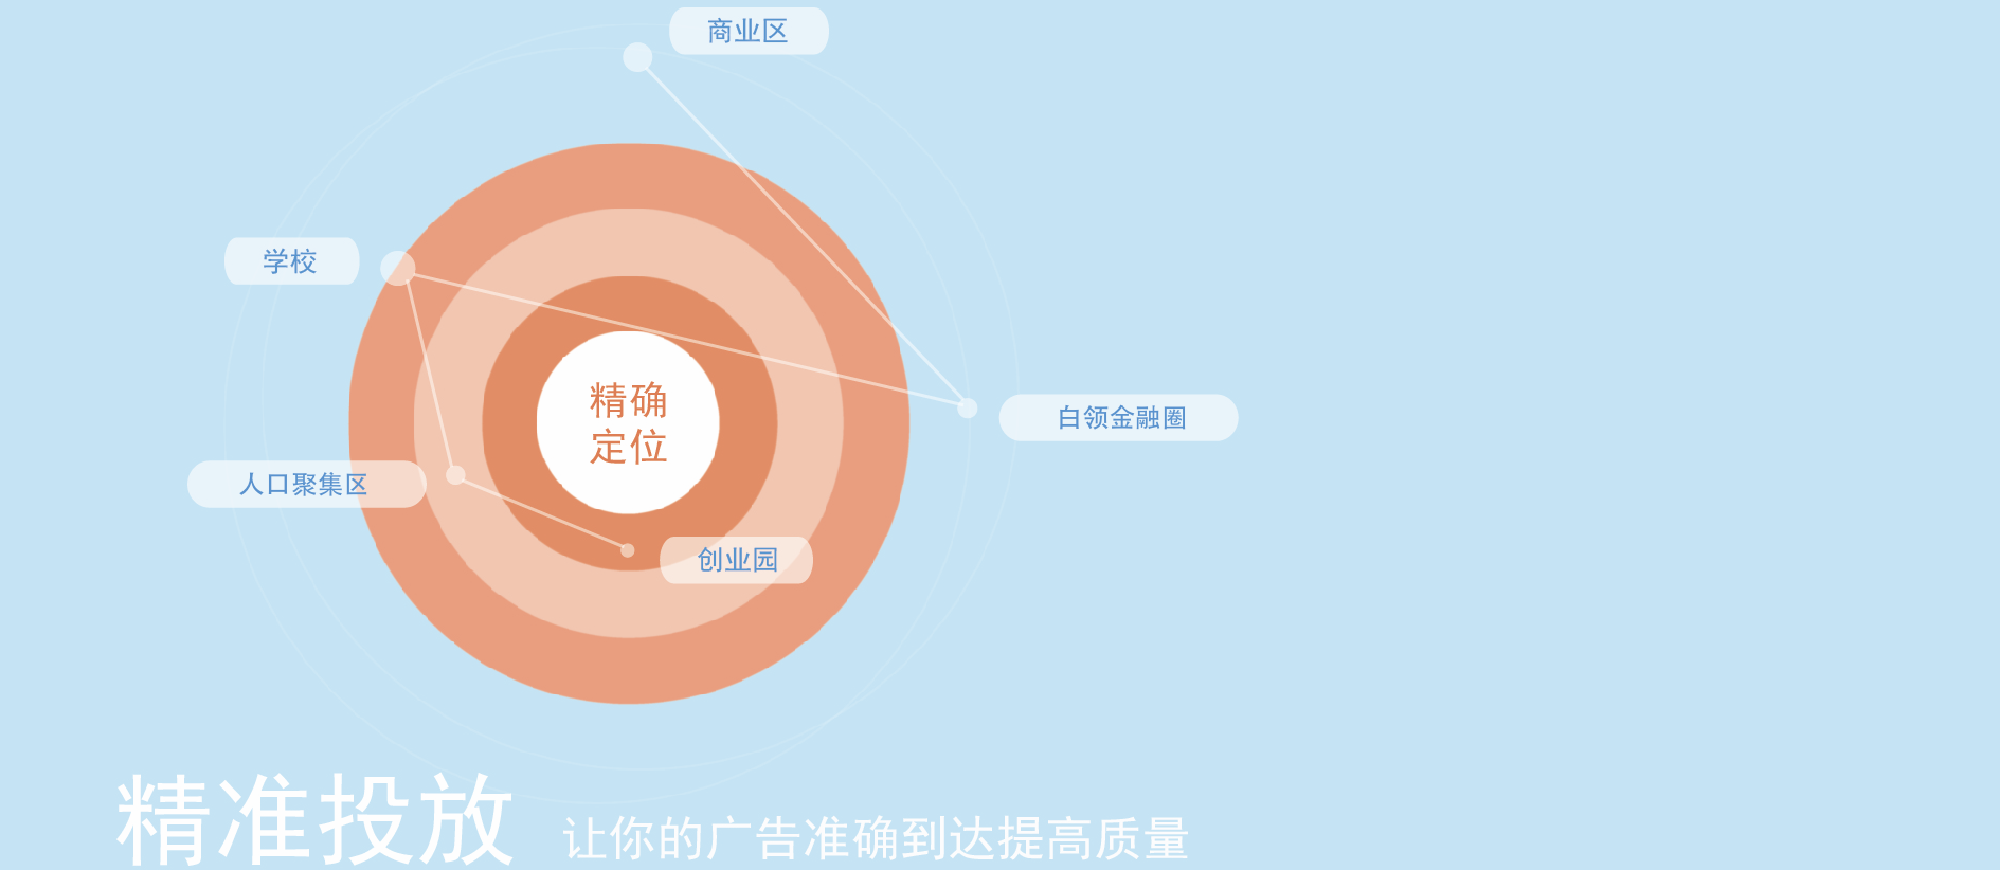 商业区
学校
精确
定位
白领金融圈
人口聚集区
创业园
精准投放
让你的广告准确到达提高质量